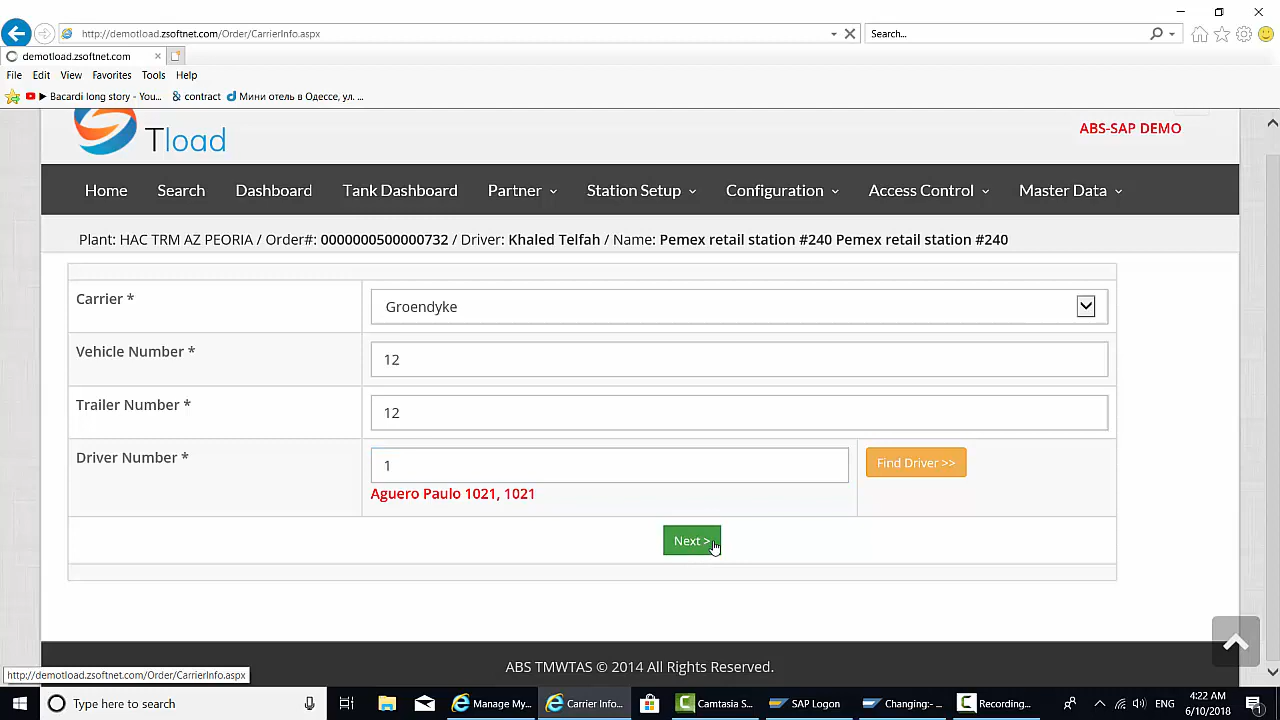 http://demotload.zsoftnet.com/Order/CarrierInfo.aspx
Search...
demotload.zsoftnet.com
File Edit View Favorites Tools Help
Bacardi long story - You... contract Мини отель в Одессе, ул. ...
Tload
ABS-SAP DEMO
Home Search Dashboard Tank Dashboard Partner Station Setup Configuration Access Control Master Data
Plant: HAC TRM AZ PEORIA / Order#: 0000000500000732 / Driver: Khaled Telfah / Name: Pemex retail station #240 Pemex retail station #240
Carrier * Groendyke
Vehicle Number * 12
Trailer Number * 12
Driver Number * 1 Find Driver >>
Aguero Paulo 1021, 1021
Next >
ABS TMWTAS © 2014 All Rights Reserved.
http://demotload.zsoftnet.com/Order/CarrierInfo.aspx
Type here to search Manage My... Carrier Info... Camtasia S... SAP Logon Changing:-... Recording... ENG 4:22 AM
6/10/2018